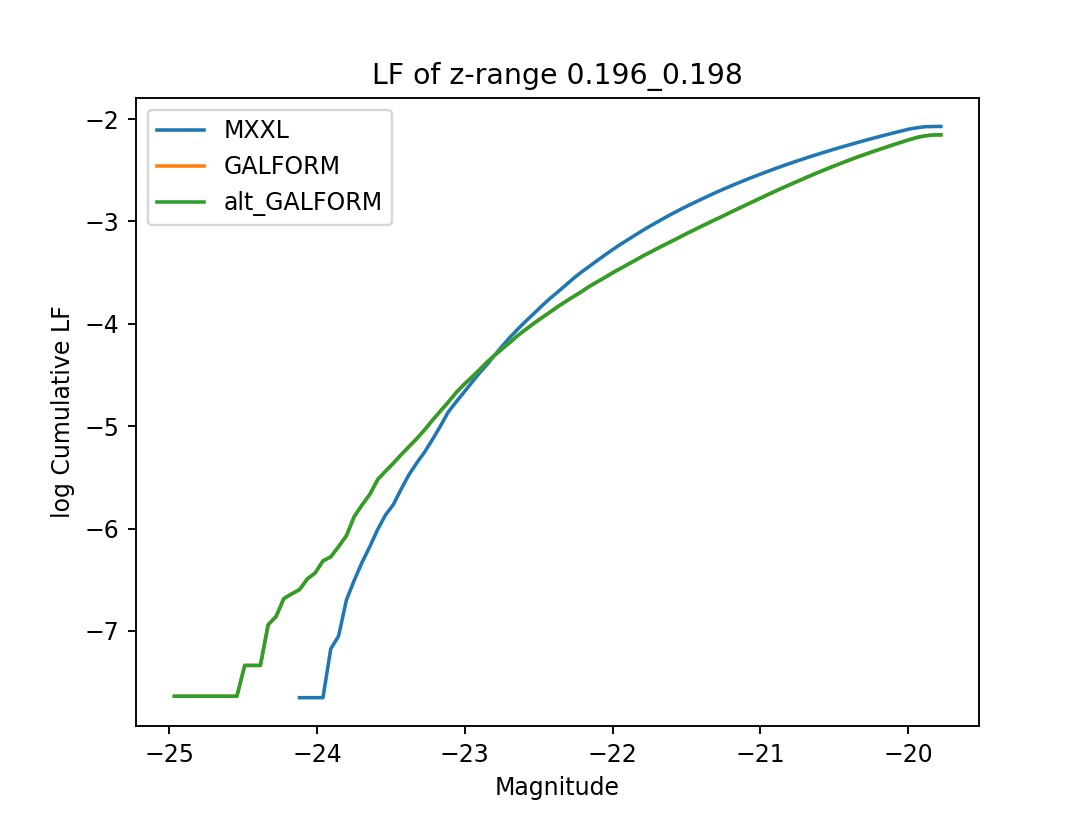 LF of z-range 0.196_0.198
MXXL
GALFORM
alt_GALFORM
log Cumulative LF
−2
−3
−4
−5
−6
−7
−25
−24
−23
−22
−21
−20
Magnitude